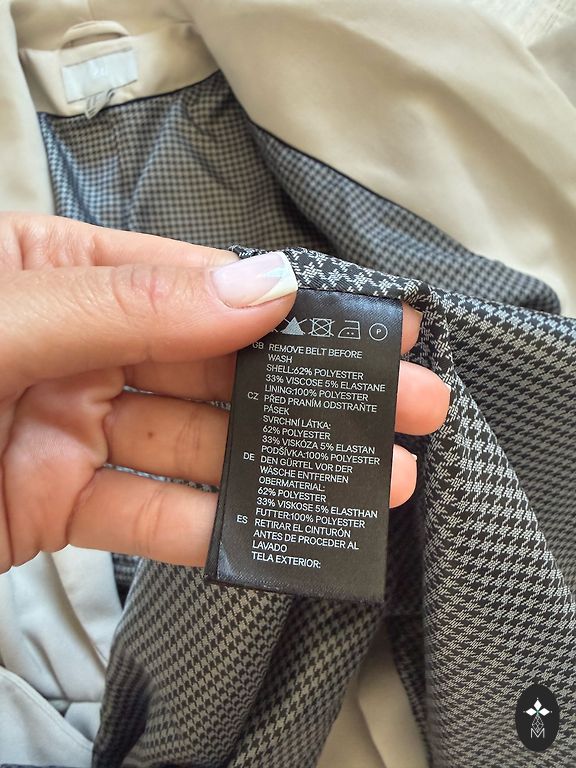 P
GB REMOVE BELT BEFORE
WASH
SHELL:62% POLYESTER
33% VISCOSE 5% ELASTANE
LINING:100% POLYESTER
CZ PŘED PRANÍM ODSTRAŇTE
PÁSEK
SVRCHNÍ LÁTKA:
62% POLYESTER
33% VISKÓZA 5% ELASTAN
PODŠÍVKA:100% POLYESTER
DE DEN GÜRTEL VOR DER
WÄSCHE ENTFERNEN
OBERMATERIAL:
62% POLYESTER
33% VISKOSE 5% ELASTHAN
FUTTER:100% POLYESTER
ES RETIRAR EL CINTURÓN
ANTES DE PROCEDER AL
LAVADO
TELA EXTERIOR:
M